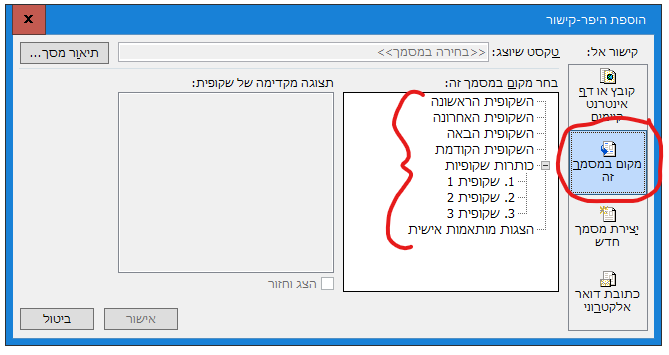 הוספת היפר-קישור
x
קישור אל:
טקסט שיוצג:
<<בחירה במסמך>>
תיאור מסך...
קובץ או דף
אינטרנט
קיימים
מקום במסמך
זה
יצירת מסמך
חדש
כתובת דואר
אלקטרוני
בחר מקום במסמך זה:
השקופית הראשונה
השקופית האחרונה
השקופית הבאה
השקופית הקודמת
כותרות שקופיות
1. שקופית 1
2. שקופית 2
3. שקופית 3
הצגות מותאמות אישית
תצוגה מקדימה של שקופית:
הצג וחזור
אישור
ביטול